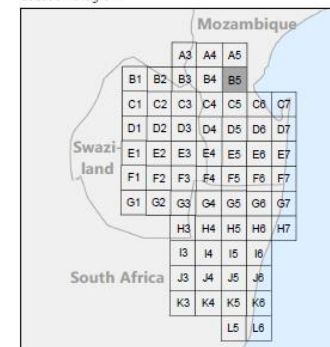 Mozambique
A3 A4 A5
B1 B2 B3 B4 B5
C1 C2 C3 C4 C5 C6 C7
D1 D2 D3 D4 D5 D6 D7
Swazi-
land
E1 E2 E3 E4 E5 E6 E7
F1 F2 F3 F4 F5 F6 F7
G1 G2 G3 G4 G5 G6 G7
H3 H4 H5 H6 H7
I3 I4 I5 I6
South Africa
J3 J4 J5 J6
K3 K4 K5 K6
L5 L6